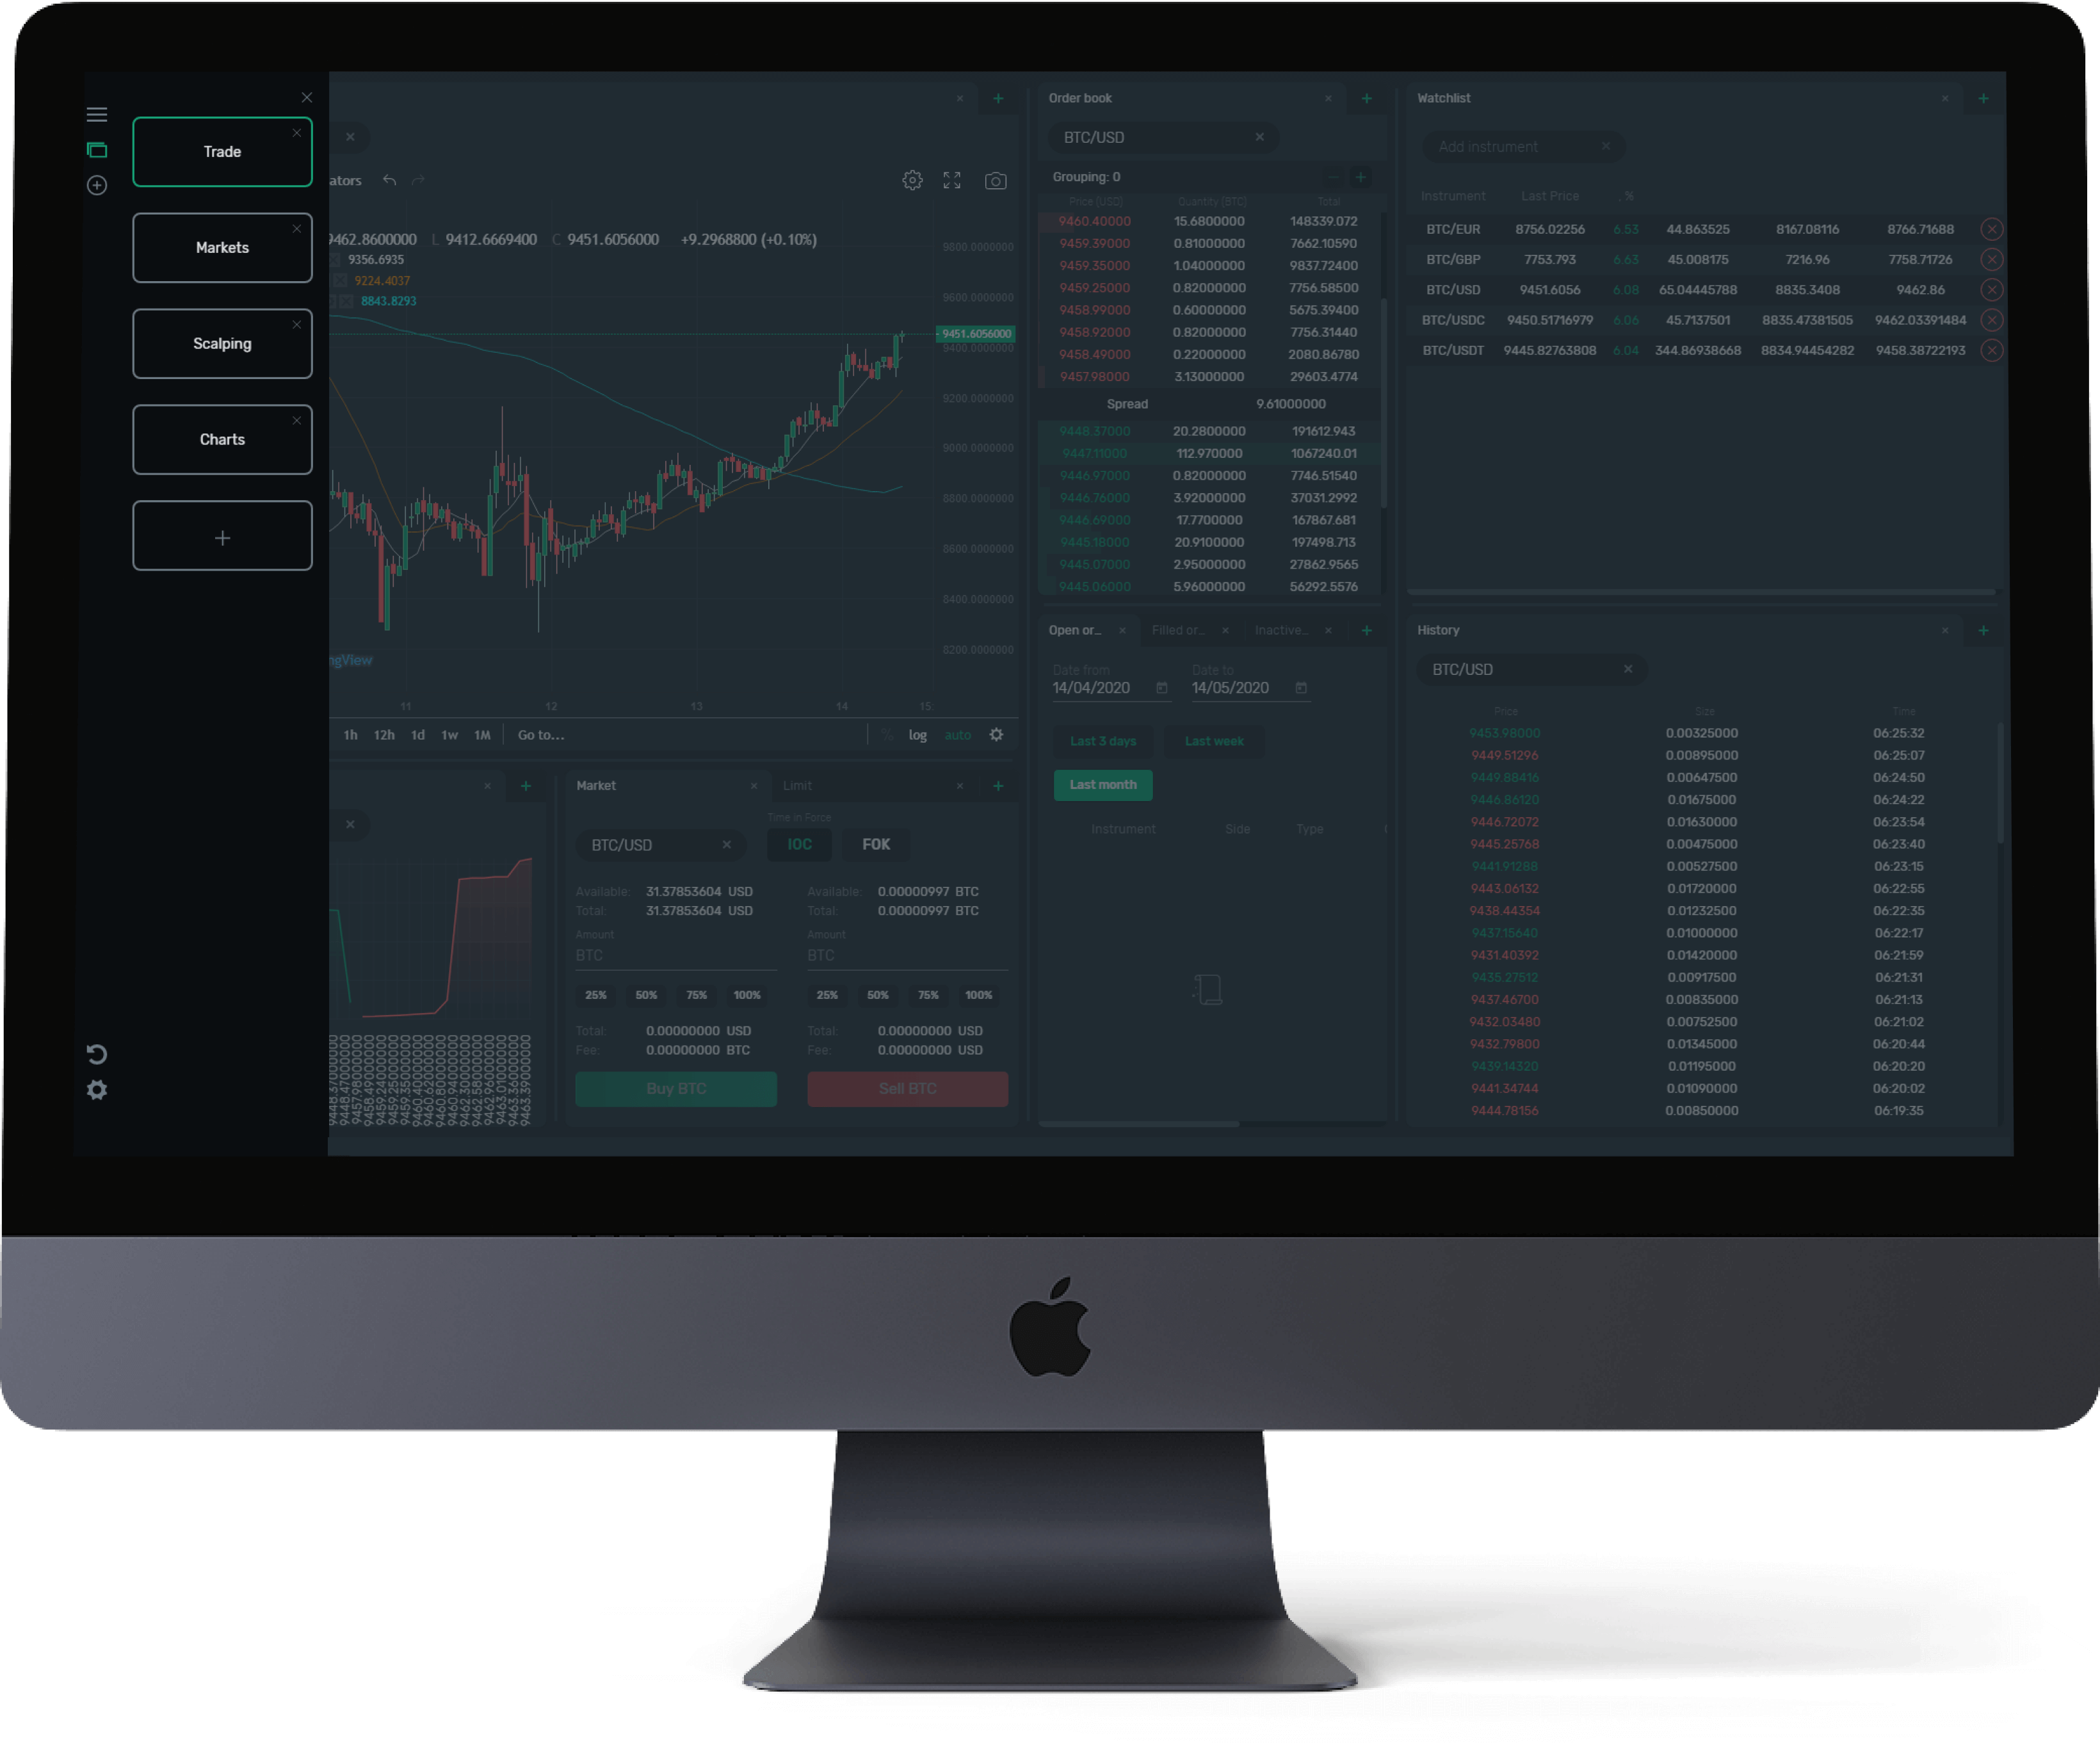 Trade
Markets
Scalping
Charts
ators
9462.8600000 L 9412.6669400 C 9451.6056000 +9.2968800 (+0.10%)
9356.6935
9224.4037
8843.8293
9800.0000000
9600.0000000
9451.6056000
9400.0000000
9200.0000000
9000.0000000
8800.0000000
8600.0000000
8400.0000000
8200.0000000
ngView
11 12 13 14 15
1h 12h 1d 1w 1M Go to... % log auto
Order book
BTC/USD
Grouping: 0
Price (USD) Quantity (BTC) Total
9460.40000 15.6800000 148339.072
9459.39000 0.81000000 7662.10590
9459.35000 1.04000000 9837.72400
9459.25000 0.82000000 7756.58500
9458.99000 0.60000000 5675.39400
9458.92000 0.82000000 7756.31440
9458.49000 0.22000000 2080.86780
9457.98000 3.13000000 29603.4774
Spread 9.61000000
9448.37000 20.2800000 191612.943
9447.11000 112.970000 1067240.01
9446.97000 0.82000000 7746.51540
9446.76000 3.92000000 37031.2992
9446.69000 17.7700000 167867.681
9445.18000 20.9100000 197498.713
9445.07000 2.95000000 27862.9565
9445.06000 5.96000000 56292.5576
Watchlist
Add instrument
Instrument Last Price . %
BTC/EUR 8756.02256 6.53 44.863525 8167.08116 8766.71688
BTC/GBP 7753.793 6.63 45.008175 7216.96 7758.71726
BTC/USD 9451.6056 6.08 65.04445788 8835.3408 9462.86
BTC/USDC 9450.51716979 6.06 45.7137501 8835.47381505 9462.03391484
BTC/USDT 9445.82763808 6.04 344.86938668 8834.94454282 9458.38722193
9448.37000000
9448.47000000
9457.98000000
9458.49000000
9459.24000000
9459.25000000
9459.35000000
9460.40000000
9460.62000000
9460.80000000
9460.94000000
9462.30000000
9462.58000000
9462.96000000
9463.01000000
9463.36000000
9463.39000000
Market Limit
Time in Force
BTC/USD IOC FOK
Available: 31.37853604 USD Available: 0.00000997 BTC
Total: 31.37853604 USD Total: 0.00000997 BTC
Amount Amount
BTC BTC
25% 50% 75% 100% 25% 50% 75% 100%
Total: 0.00000000 USD Total: 0.00000000 USD
Fee: 0.00000000 BTC Fee: 0.00000000 USD
Buy BTC Sell BTC
Open or... Filled or... Inactive...
Date from Date to
14/04/2020 14/05/2020
Last 3 days Last week
Last month
Instrument Side Type
History
BTC/USD
Price Size Time
9453.98000 0.00325000 06:25:32
9449.51296 0.00895000 06:25:07
9449.88416 0.00647500 06:24:50
9446.86120 0.01675000 06:24:22
9446.72072 0.01630000 06:23:54
9445.25768 0.00475000 06:23:40
9441.91288 0.00527500 06:23:15
9443.06132 0.01720000 06:22:55
9438.44354 0.01232500 06:22:35
9437.15640 0.01000000 06:22:17
9431.40392 0.01420000 06:21:59
9435.27512 0.00917500 06:21:31
9437.46700 0.00835000 06:21:13
9432.03480 0.00752500 06:21:02
9432.79800 0.01345000 06:20:44
9439.14320 0.01195000 06:20:20
9441.34744 0.01090000 06:20:02
9444.78156 0.00850000 06:19:35